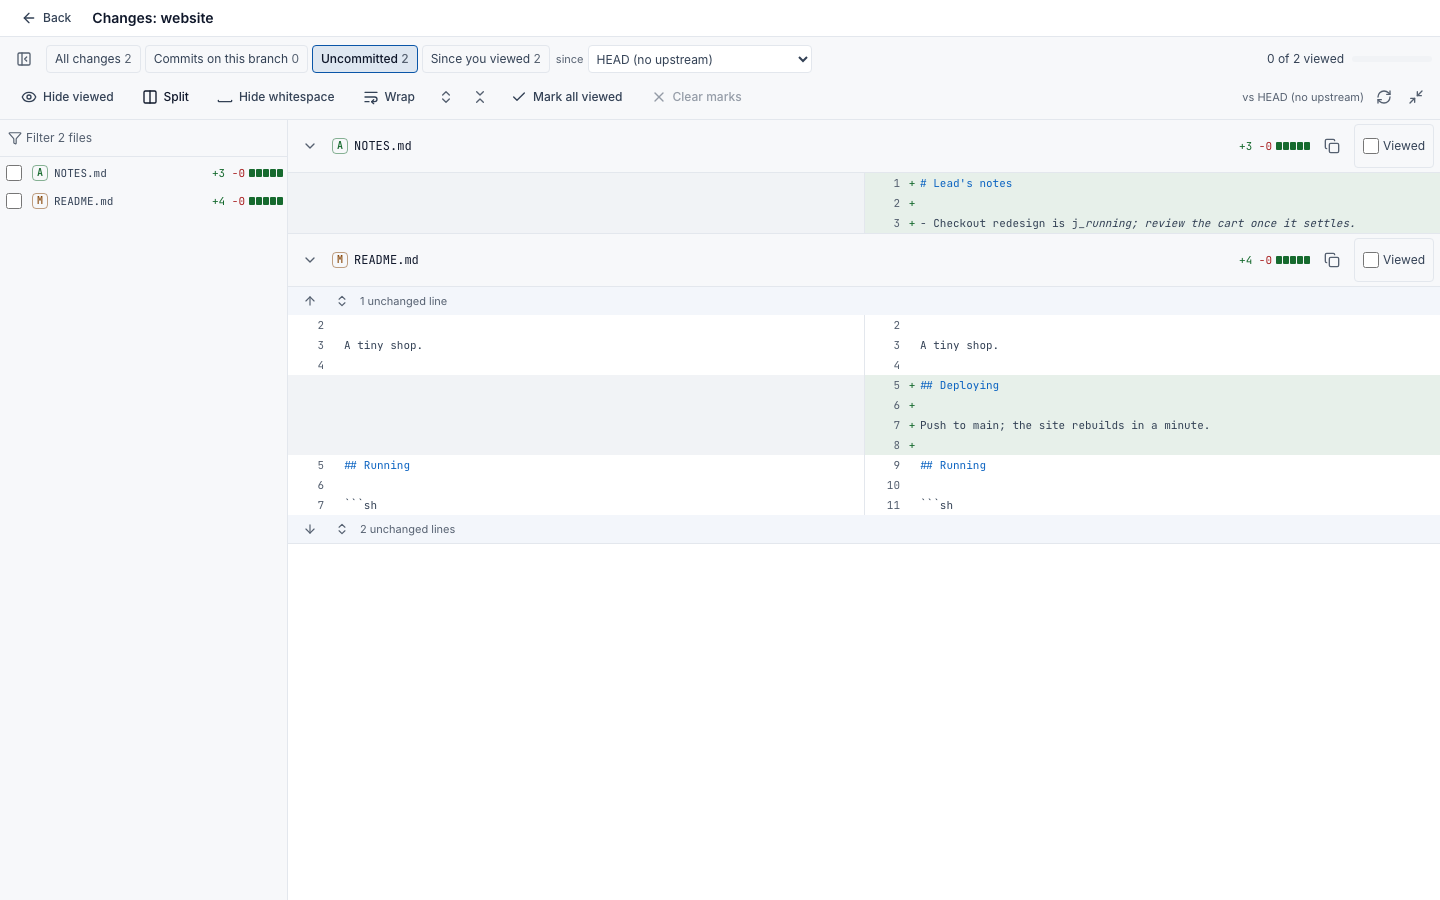 Back Changes: website
All changes 2 Commits on this branch 0 Uncommitted 2 Since you viewed 2 since HEAD (no upstream) 0 of 2 viewed
Hide viewed Split Hide whitespace Wrap Mark all viewed Clear marks vs HEAD (no upstream)
Filter 2 files
A NOTES.md +3 -0
M README.md +4 -0
A NOTES.md +3 -0 Viewed
1 + # Lead's notes
2 +
3 + - Checkout redesign is j_running; review the cart once it settles.
M README.md +4 -0 Viewed
1 unchanged line
2 2
3 A tiny shop. 3 A tiny shop.
4 4
5 + ## Deploying
6 +
7 + Push to main; the site rebuilds in a minute.
8 +
5 ## Running 9 ## Running
6 10
7 ```sh 11 ```sh
2 unchanged lines